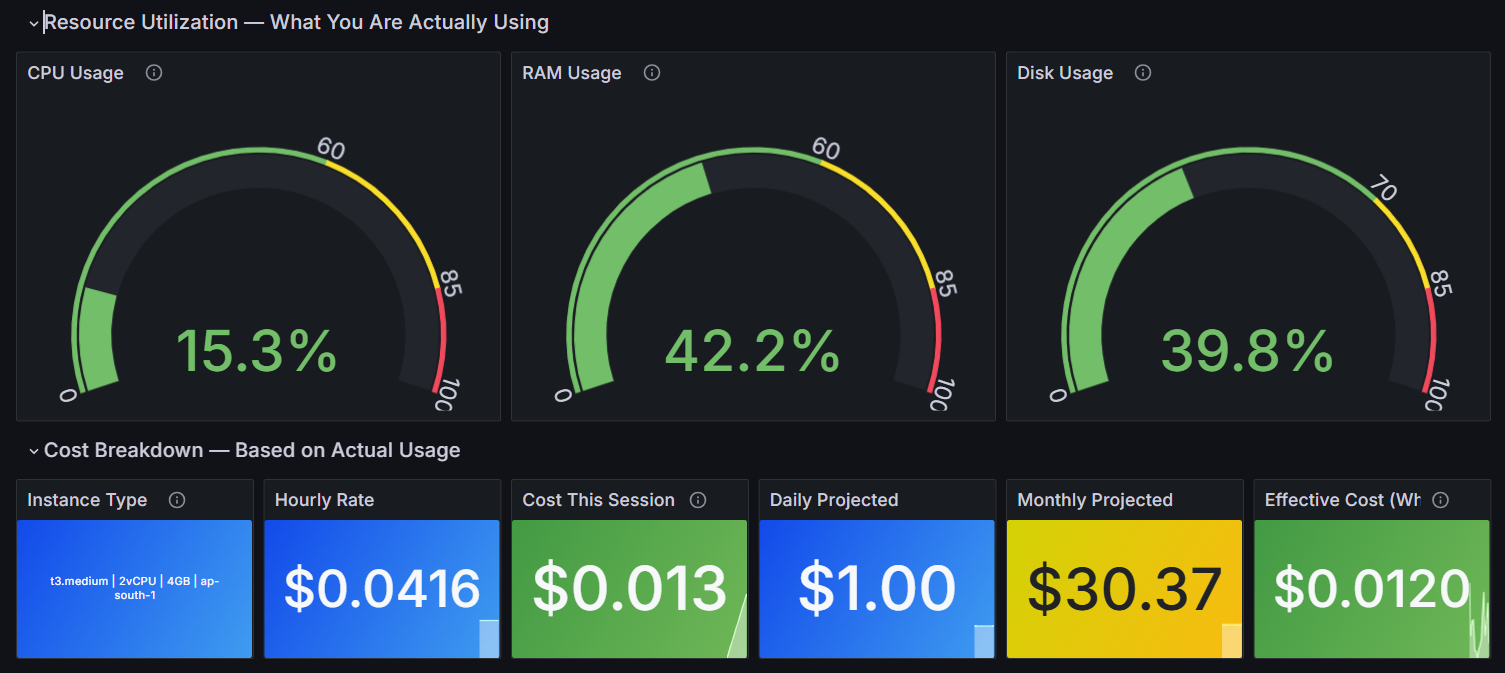 Resource Utilization — What You Are Actually Using
CPU Usage
RAM Usage
Disk Usage
0
60
85
100
15.3%
0
60
85
100
42.2%
0
70
85
100
39.8%
Cost Breakdown — Based on Actual Usage
Instance Type
Hourly Rate
Cost This Session
Daily Projected
Monthly Projected
Effective Cost (Wh
t3.medium | 2vCPU | 4GB | ap-
south-1
$0.0416
$0.013
$1.00
$30.37
$0.0120